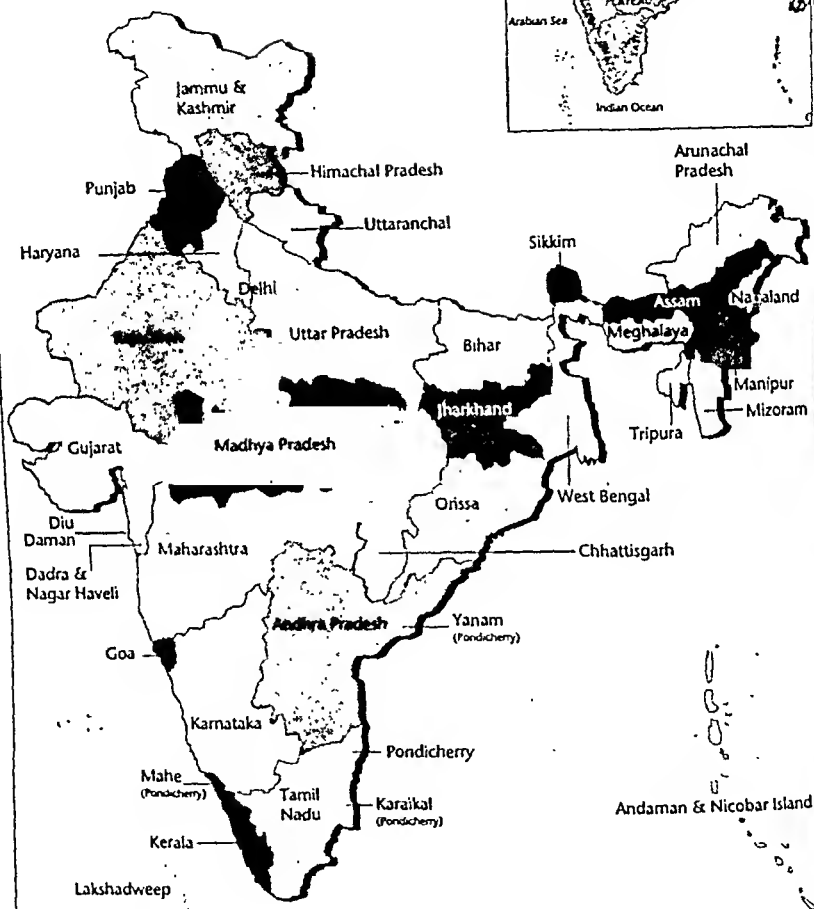 PLATEAU
Arabian Sea
Indian Ocean
Jammu &
Kashmir
Arunachal
Pradesh
Himachal Pradesh
Punjab
Uttaranchal
Sikkim
Haryana
Delhi
Assam
Nagaland
Rajasthan
Uttar Pradesh
Bihar
Meghalaya
Manipur
Jharkhand
Mizoram
Tripura
Gujarat
Madhya Pradesh
West Bengal
Orissa
Diu
Daman
Maharashtra
Chhattisgarh
Dadra &
Nagar Haveli
Andhra Pradesh
Yanam
(Pondicherry)
Goa
Karnataka
Pondicherry
Mahe
(Pondicherry)
Tamil
Nadu
Karaikal
(Pondicherry)
Andaman & Nicobar Island
Kerala
Lakshadweep